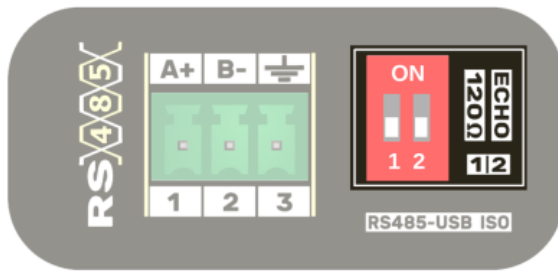 RS485
A+ B- ⏚
1 2 3
ON
1 2
120Ω
ECHO
1|2
RS485-USB ISO